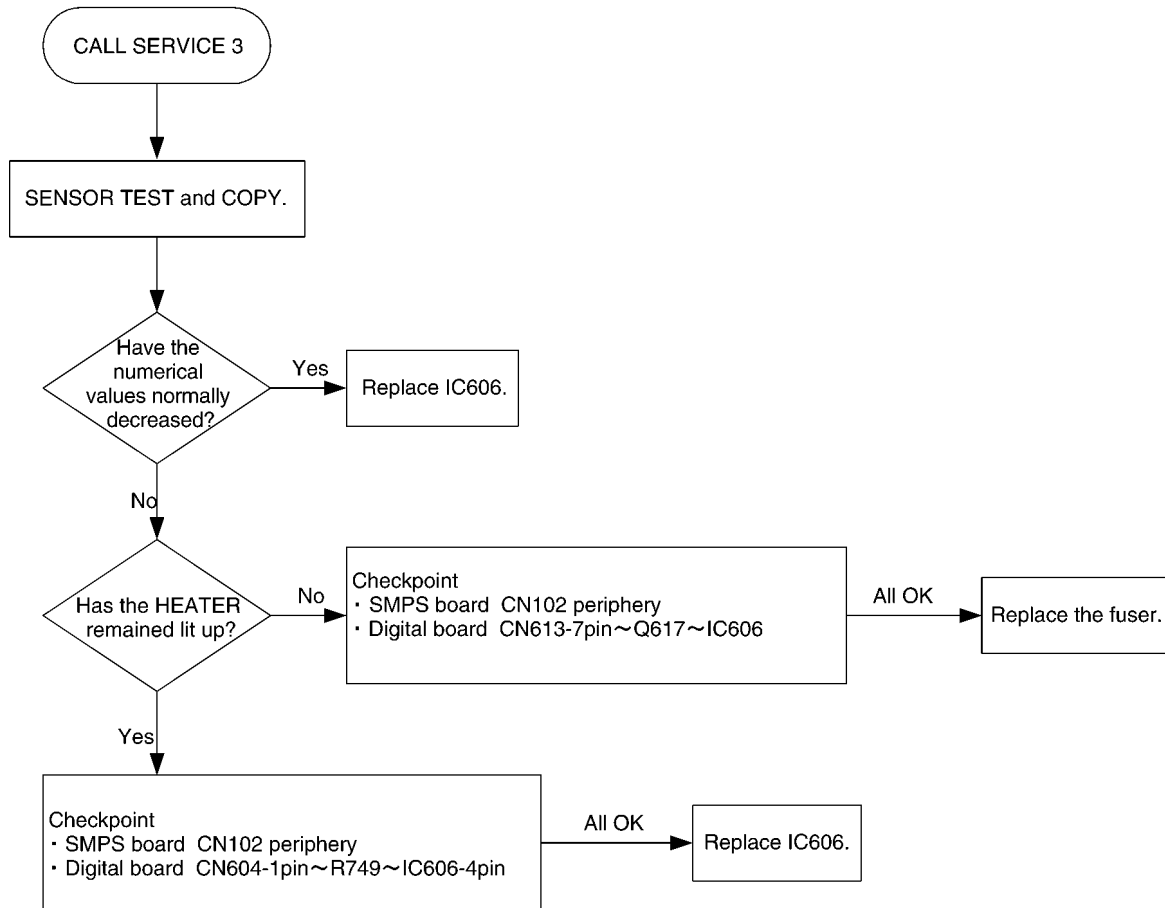 CALL SERVICE 3
SENSOR TEST and COPY.
Have the
numerical
values normally
decreased?
Yes
Replace IC606.
No
Has the HEATER
remained lit up?
No
Checkpoint
・SMPS board CN102 periphery
・Digital board CN613-7pin～Q617～IC606
All OK
Replace the fuser.
Yes
Checkpoint
・SMPS board CN102 periphery
・Digital board CN604-1pin～R749～IC606-4pin
All OK
Replace IC606.